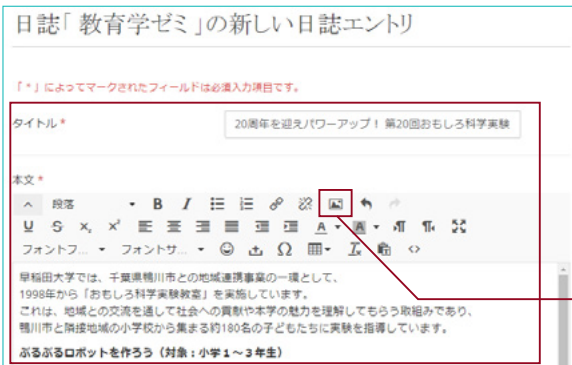 日誌「 教育学ゼミ 」の新しい日誌エントリ
「 * 」によってマークされたフィールドは必須入力項目です。
タイトル *
20周年を迎えパワーアップ！ 第20回おもしろ科学実験
本文 *
段落 B I
U S x, x²  A A ¶ ¶
フォントフ... フォントサ... Ω Ix <>
早稲田大学では、千葉県鴨川市との地域連携事業の一環として、
1998年から「おもしろ科学実験教室」を実施しています。
これは、地域との交流を通して社会への貢献や本学の魅力を理解してもらう取組みであり、
鴨川市と隣接地域の小学校から集まる約180名の子どもたちに実験を指導しています。
ぶるぶるロボットを作ろう（対象：小学１～３年生）